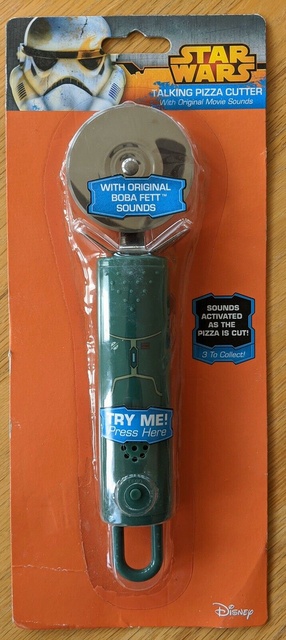 STAR
WARS
TALKING PIZZA CUTTER
With Original Movie Sounds
WITH ORIGINAL
BOBA FETT™
SOUNDS
SOUNDS
ACTIVATED
AS THE
PIZZA IS CUT!
3 To Collect!
TRY ME!
Press Here
Disney